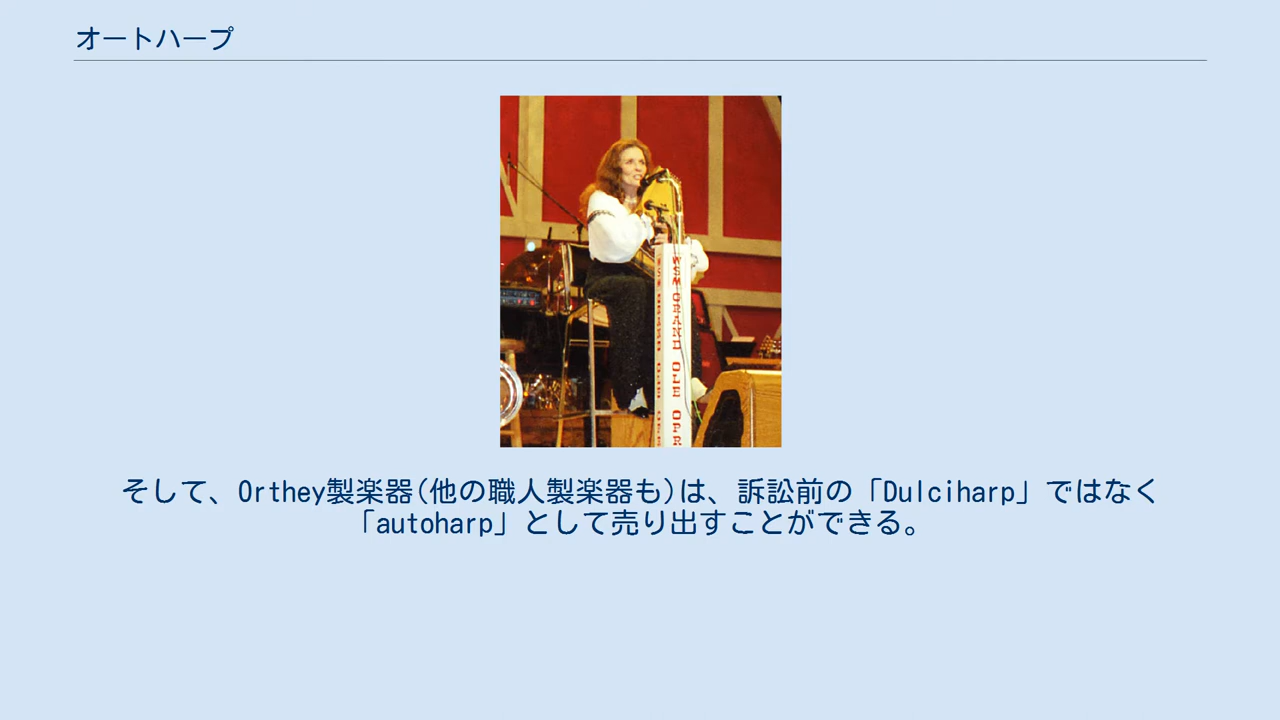 オートハープ
WSM GRAND OLE OPR
そして、Orthey製楽器(他の職人製楽器も)は、訴訟前の「Dulciharp」ではなく
「autoharp」として売り出すことができる。